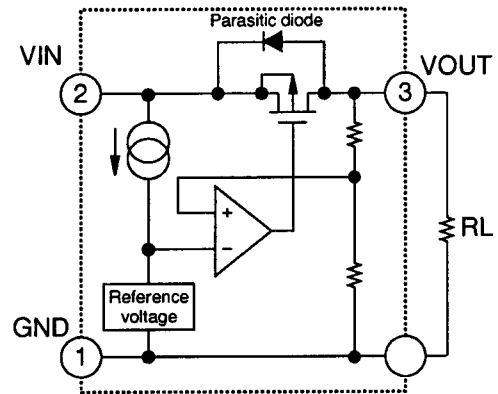 Parasitic diode
VIN
VOUT
2
3
+
−
RL
Reference
voltage
GND
1